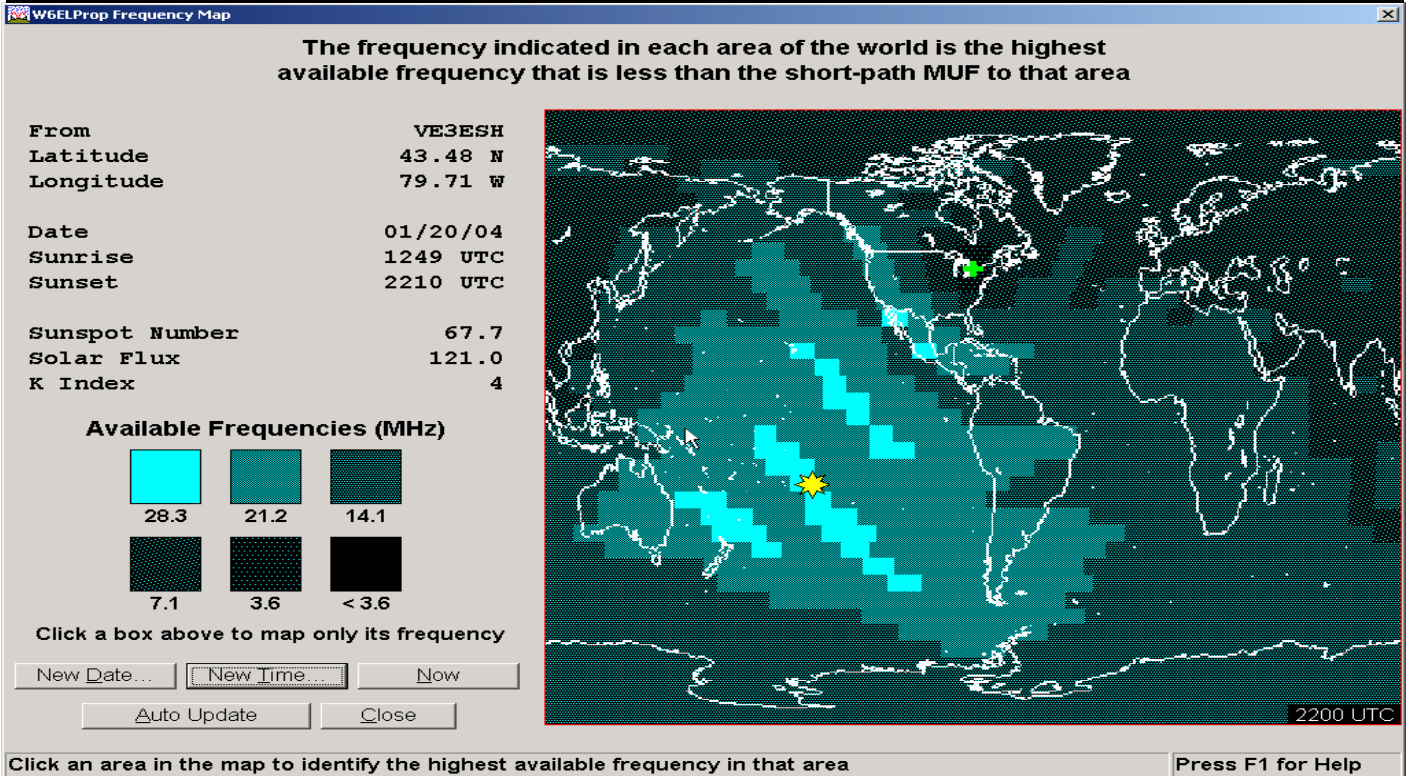 W6ELProp Frequency Map
The frequency indicated in each area of the world is the highest
available frequency that is less than the short-path MUF to that area
From VE3ESH
Latitude 43.48 N
Longitude 79.71 W
Date 01/20/04
Sunrise 1249 UTC
Sunset 2210 UTC
Sunspot Number 67.7
Solar Flux 121.0
K Index 4
Available Frequencies (MHz)
28.3 21.2 14.1
7.1 3.6 < 3.6
Click a box above to map only its frequency
New Date... New Time... Now
Auto Update Close
2200 UTC
Click an area in the map to identify the highest available frequency in that area
Press F1 for Help